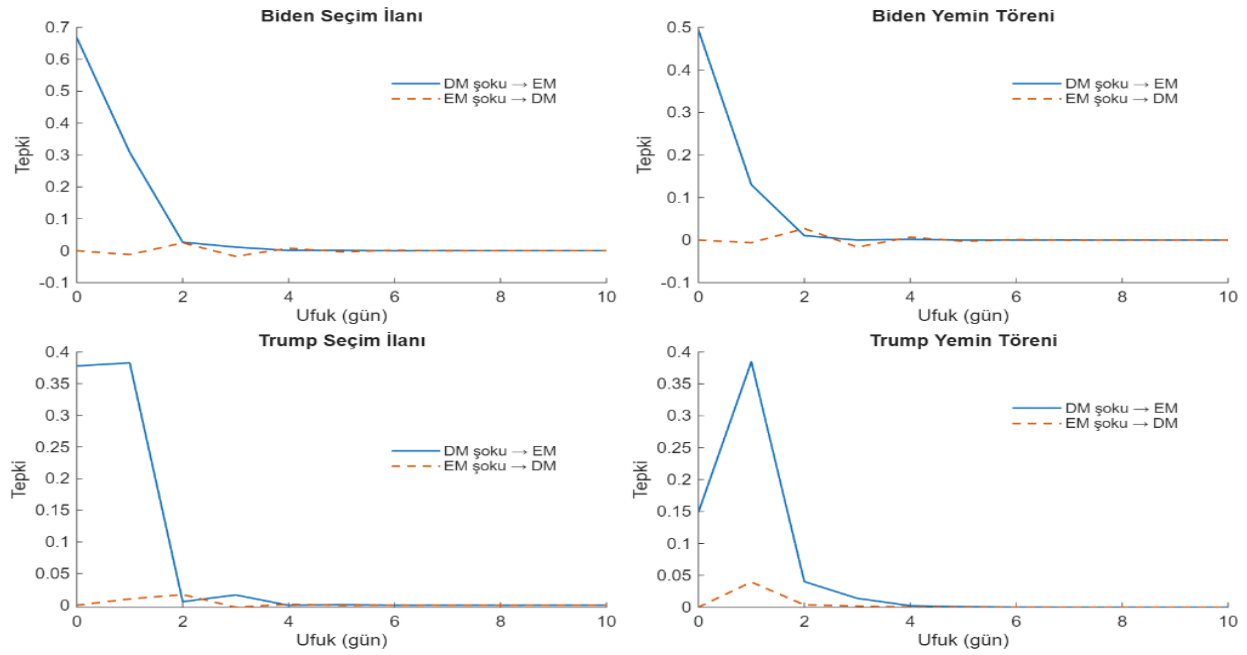 Biden Seçim İlanı
0.7
0.6
0.5
0.4
0.3
0.2
0.1
0
-0.1
Tepki
DM şoku → EM
EM şoku → DM
0 2 4 6 8 10
Ufuk (gün)
Biden Yemin Töreni
0.5
0.4
0.3
0.2
0.1
0
-0.1
Tepki
DM şoku → EM
EM şoku → DM
0 2 4 6 8 10
Ufuk (gün)
Trump Seçim İlanı
0.4
0.35
0.3
0.25
0.2
0.15
0.1
0.05
0
Tepki
DM şoku → EM
EM şoku → DM
0 2 4 6 8 10
Ufuk (gün)
Trump Yemin Töreni
0.4
0.35
0.3
0.25
0.2
0.15
0.1
0.05
0
Tepki
DM şoku → EM
EM şoku → DM
0 2 4 6 8 10
Ufuk (gün)